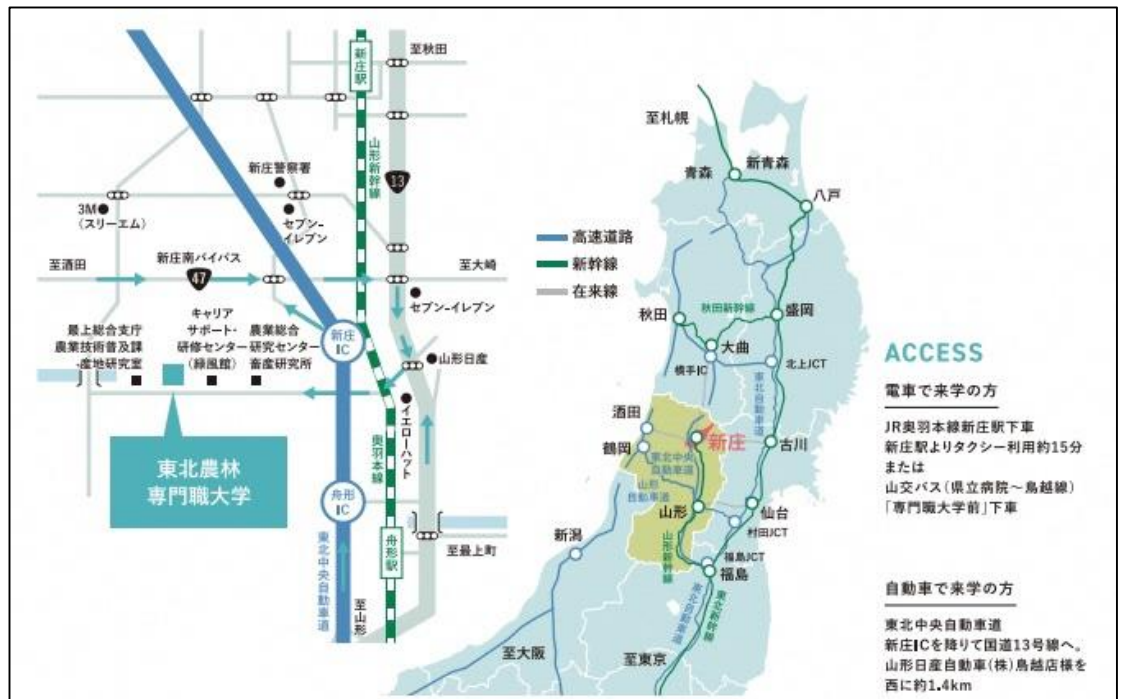 新庄駅
至秋田
山形新幹線
13
新庄警察署
セブン-
イレブン
3M
(スリーエム)
至酒田
新庄南バイパス
47
至大崎
セブン-イレブン
最上総合支庁
農業技術普及課
産地研究室
キャリア
サポート・
研修センター
(緑風館)
農業総合
研究センター
畜産研究所
新庄
IC
山形日産
イエローハット
奥羽本線
東北農林
専門職大学
舟形
IC
舟形駅
至最上町
東北中央自動車道
至山形
高速道路
新幹線
在来線
至札幌
青森
新青森
八戸
秋田
秋田新幹線
盛岡
大曲
横手IC
北上JCT
東北自動車道
酒田
鶴岡
新庄
東北中央
自動車道
古川
山形
自動車道
山形
仙台
村田JCT
新潟
山形新幹線
福島JCT
福島
東北自動車道
東北新幹線
至大阪
至東京
ACCESS
電車で来学の方
JR奥羽本線新庄駅下車
新庄駅よりタクシー利用約15分
または
山交バス(県立病院～鳥越線)
「専門職大学前」下車
自動車で来学の方
東北中央自動車道
新庄ICを降りて国道13号線へ。
山形日産自動車(株)鳥越店様を
西に約1.4km